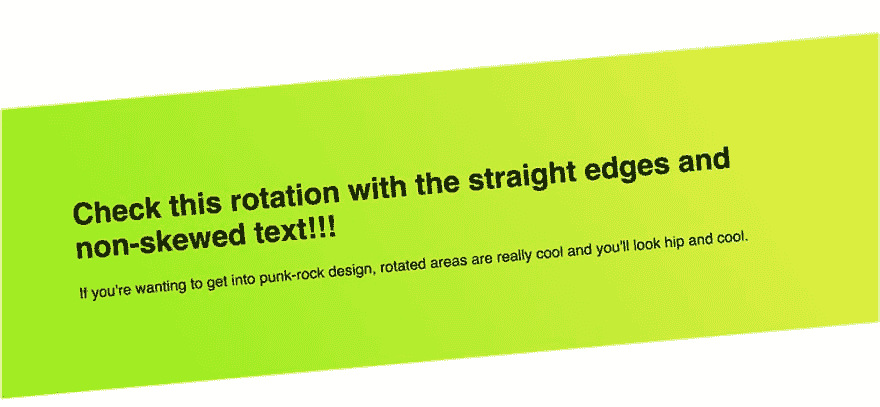 Check this rotation with the straight edges and
non-skewed text!!!
If you're wanting to get into punk-rock design, rotated areas are really cool and you'll look hip and cool.